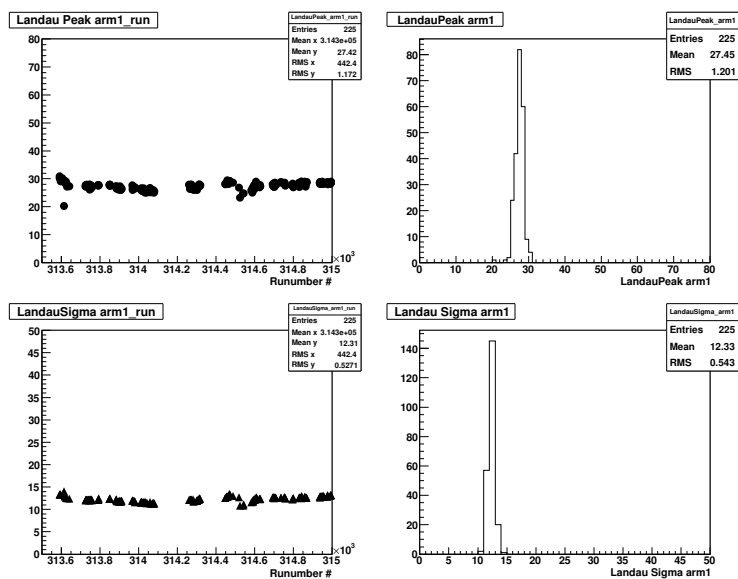 Landau Peak arm1_run
LandauPeak_arm1_run
Entries 225
Mean x 3.143e+05
Mean y 27.42
RMS x 442.4
RMS y 1.172
80
70
60
50
40
30
20
10
0
313.6 313.8 314 314.2 314.4 314.6 314.8 315
×10³
Runumber #
LandauPeak arm1
LandauPeak_arm1
Entries 225
Mean 27.45
RMS 1.201
80
70
60
50
40
30
20
10
0
0 10 20 30 40 50 60 70 80
LandauPeak arm1
LandauSigma arm1_run
LandauSigma_arm1_run
Entries 225
Mean x 3.143e+05
Mean y 12.31
RMS x 442.4
RMS y 0.5271
50
45
40
35
30
25
20
15
10
5
0
313.6 313.8 314 314.2 314.4 314.6 314.8 315
×10³
Runumber #
Landau Sigma arm1
LandauSigma_arm1
Entries 225
Mean 12.33
RMS 0.543
140
120
100
80
60
40
20
0
0 5 10 15 20 25 30 35 40 45 50
Landau Sigma arm1